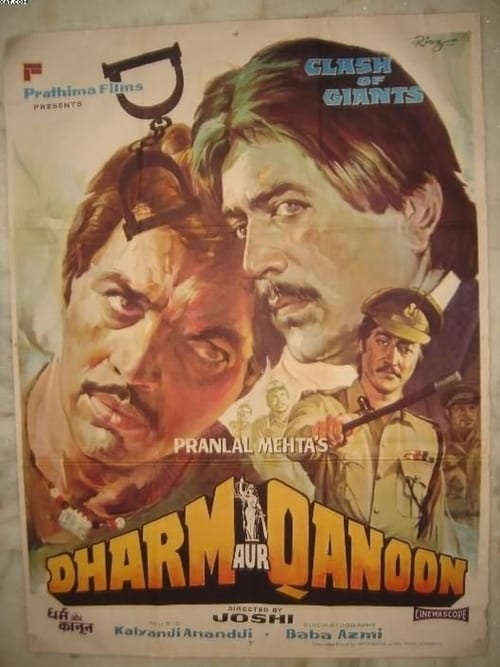 Prathima Films
PRESENTS
CLASH
OF
GIANTS
PRANLAL MEHTA'S
DHARM AUR QANOON
धर्म और
कानून
MUSIC
Kalyanji Anandji
DIRECTED BY
JOSHI
CINEMATOGRAPHY
Baba Azmi
CINEMASCOPE